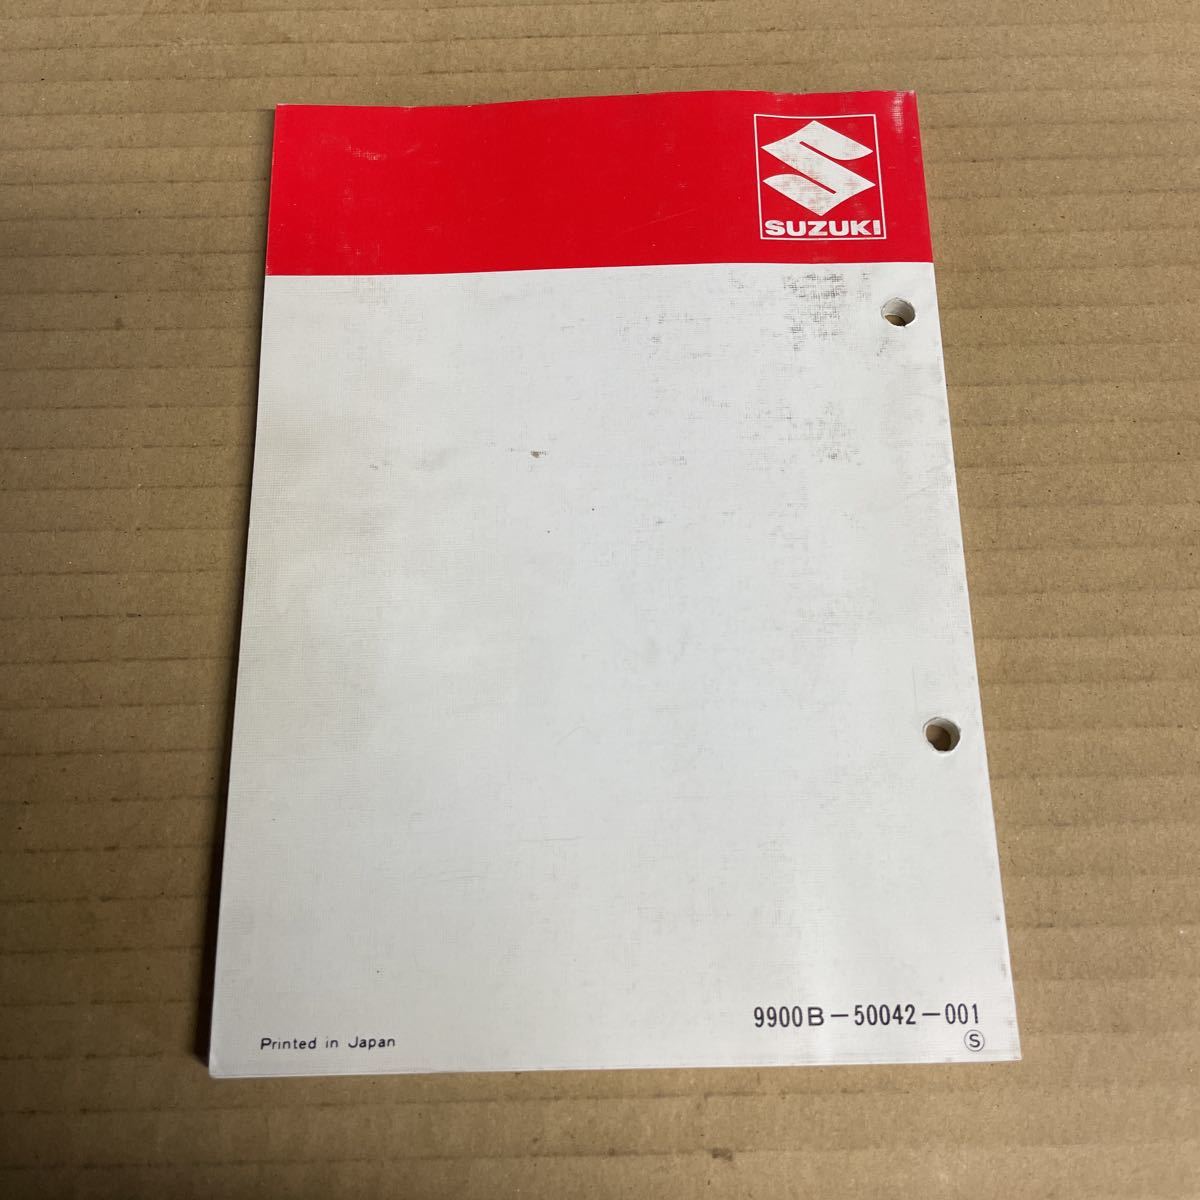 SUZUKI
9900B-50042-001
Ⓢ
Printed in Japan